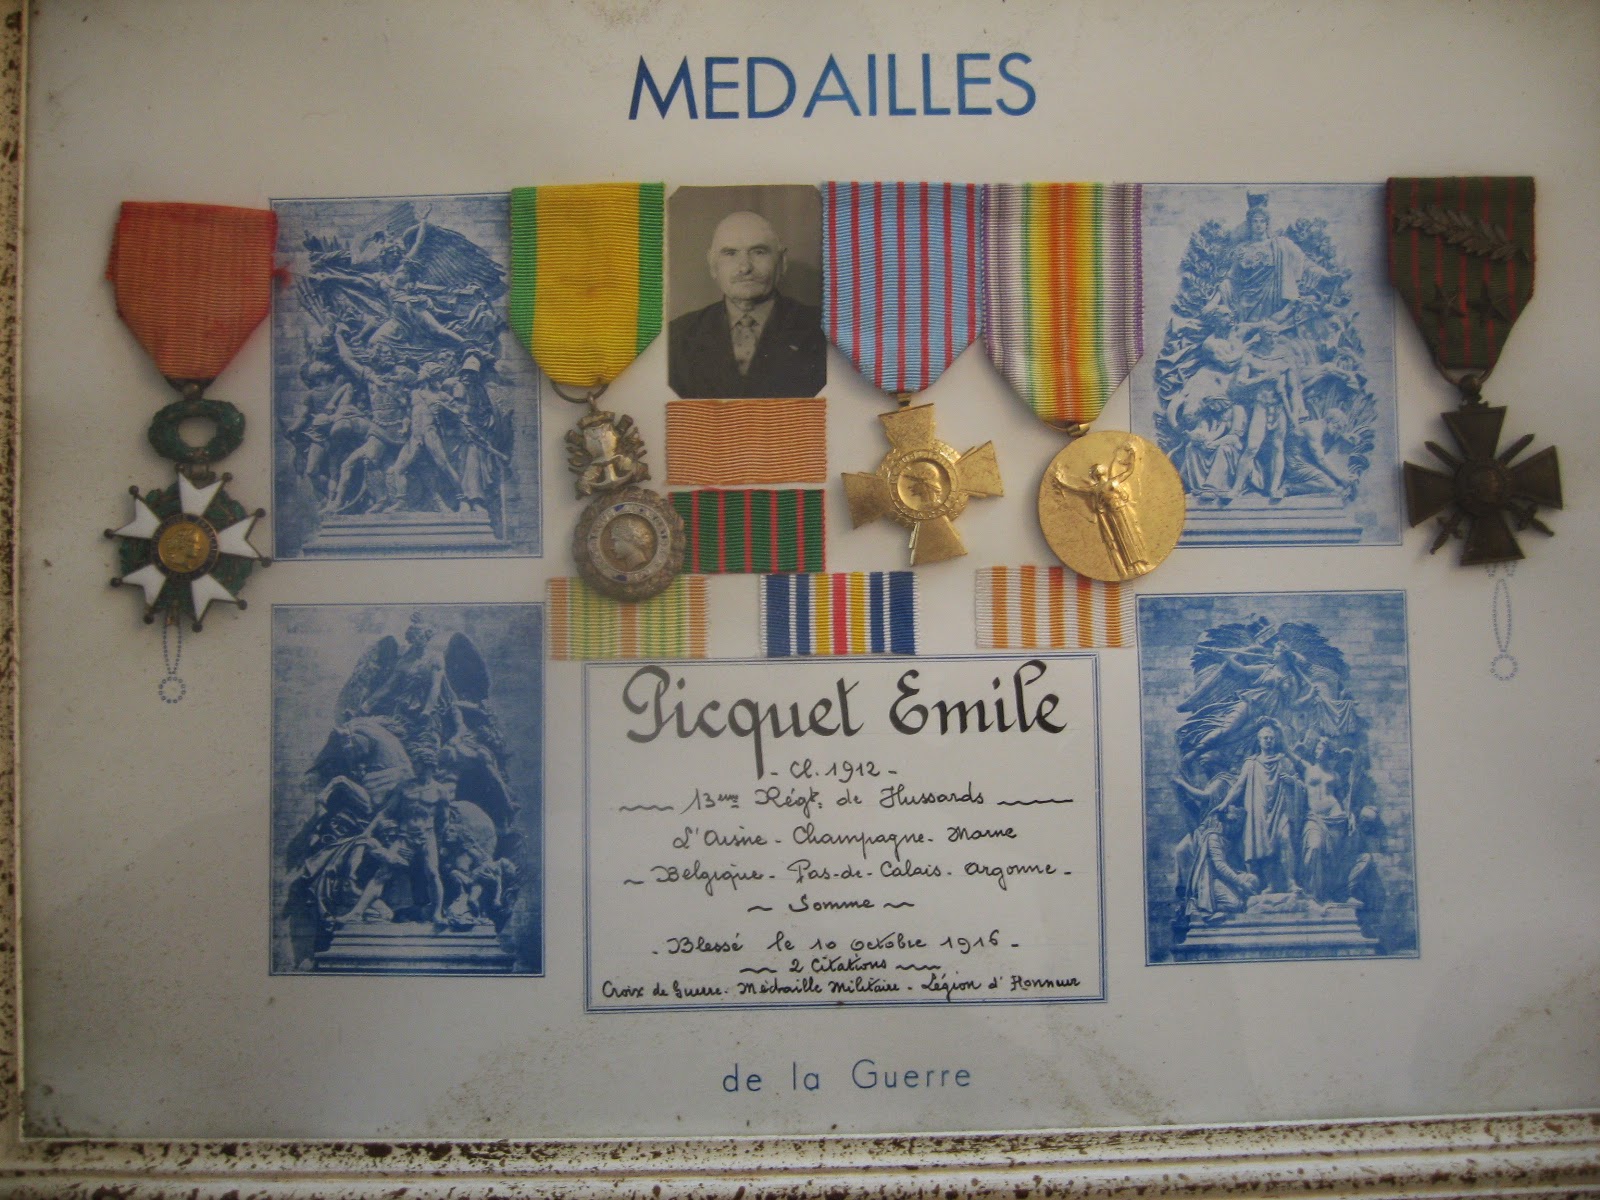 MEDAILLES
Picquet Emile
- Cl. 1912 -
13eme Régt. de Hussards
L'Aisne - Champagne - Marne
~ Belgique - Pas-de-Calais - Argonne -
~ Somme ~
- Blessé le 10 octobre 1916 -
~ 2 Citations ~
Croix de Guerre - Médaille Militaire - Légion d'Honneur
de la Guerre